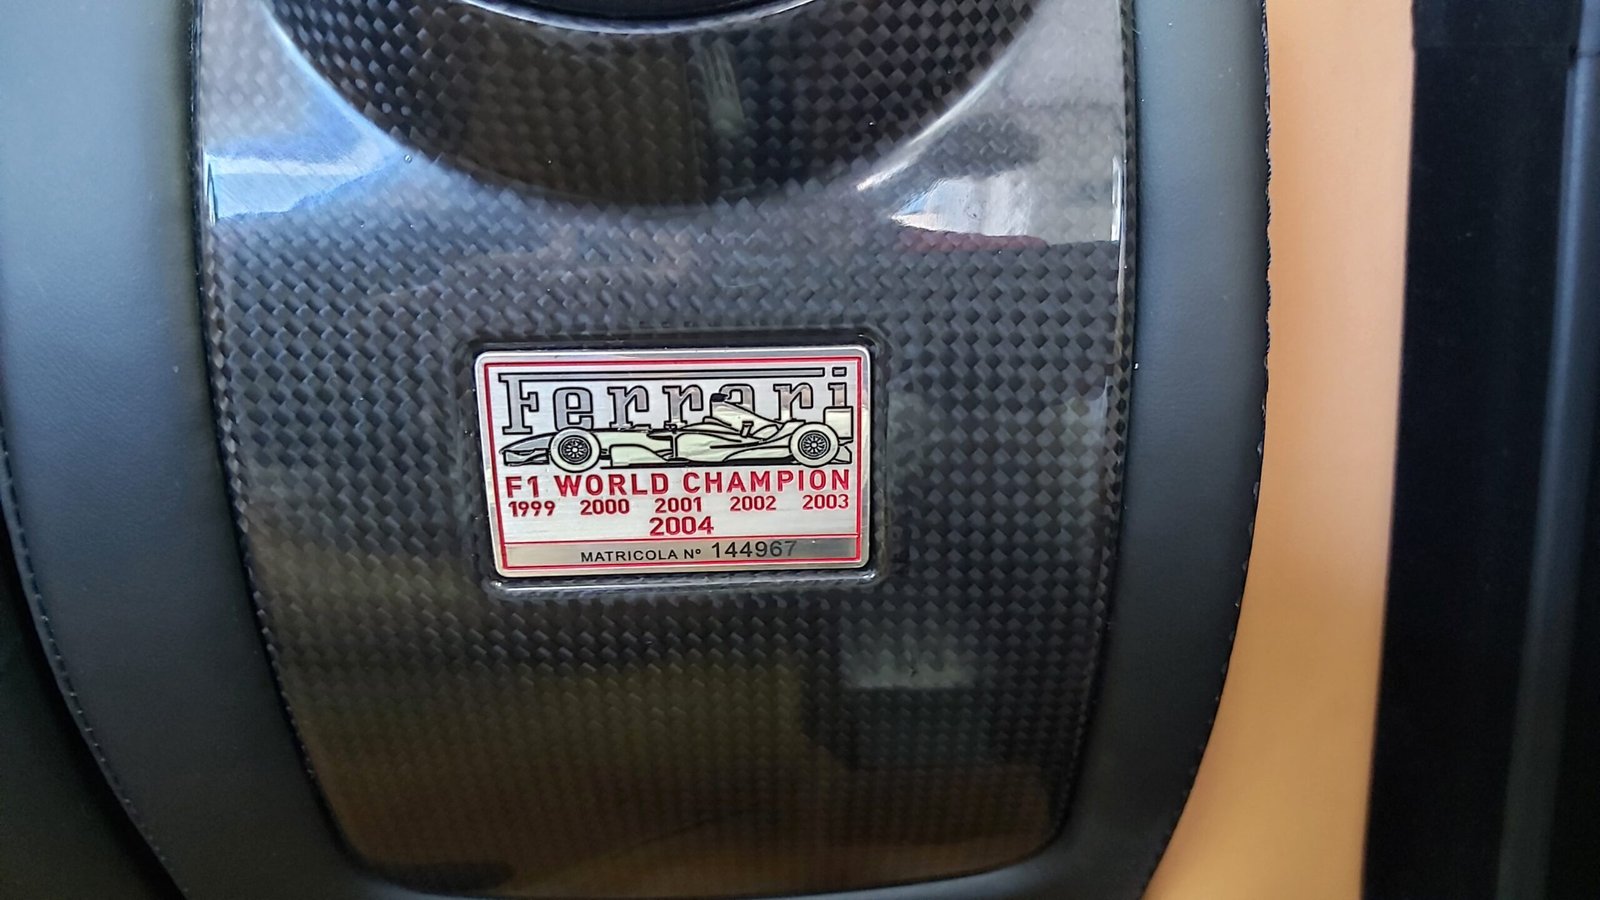 Ferrari
F1 WORLD CHAMPION
1999 2000 2001 2002 2003
2004
MATRICOLA Nº 144967